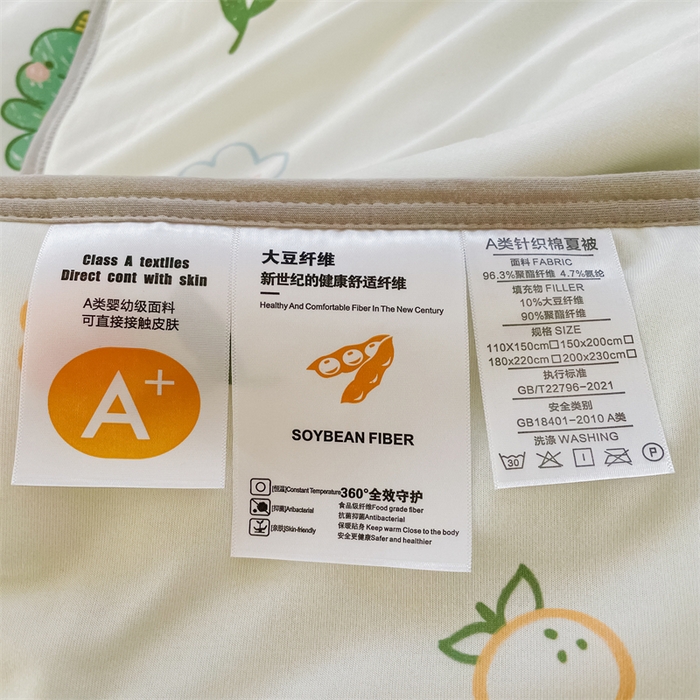 Class A textlles
Direct cont with skin
A类婴幼级面料
可直接接触皮肤
A+
大豆纤维
新世纪的健康舒适纤维
Healthy And Comfortable Fiber In The New Century
SOYBEAN FIBER
[恒温]Constant Temperature
[抑菌]Anbacterial
[亲肤]Skin-friendly
360°全效守护
食品级纤维Food grade fiber
抗菌抑菌Antibacterial
保暖贴身 Keep warm Close to the body
安全更健康Safer and healthier
A类针织棉夏被
面料 FABRIC
96.3%聚酯纤维 4.7%氨纶
填充物 FILLER
10%大豆纤维
90%聚酯纤维
规格 SIZE
110X150cm□ 150x200cm□
180x220cm□ 200x230cm□
执行标准
GB/T22796-2021
安全类别
GB18401-2010 A类
洗涤 WASHING
30
P